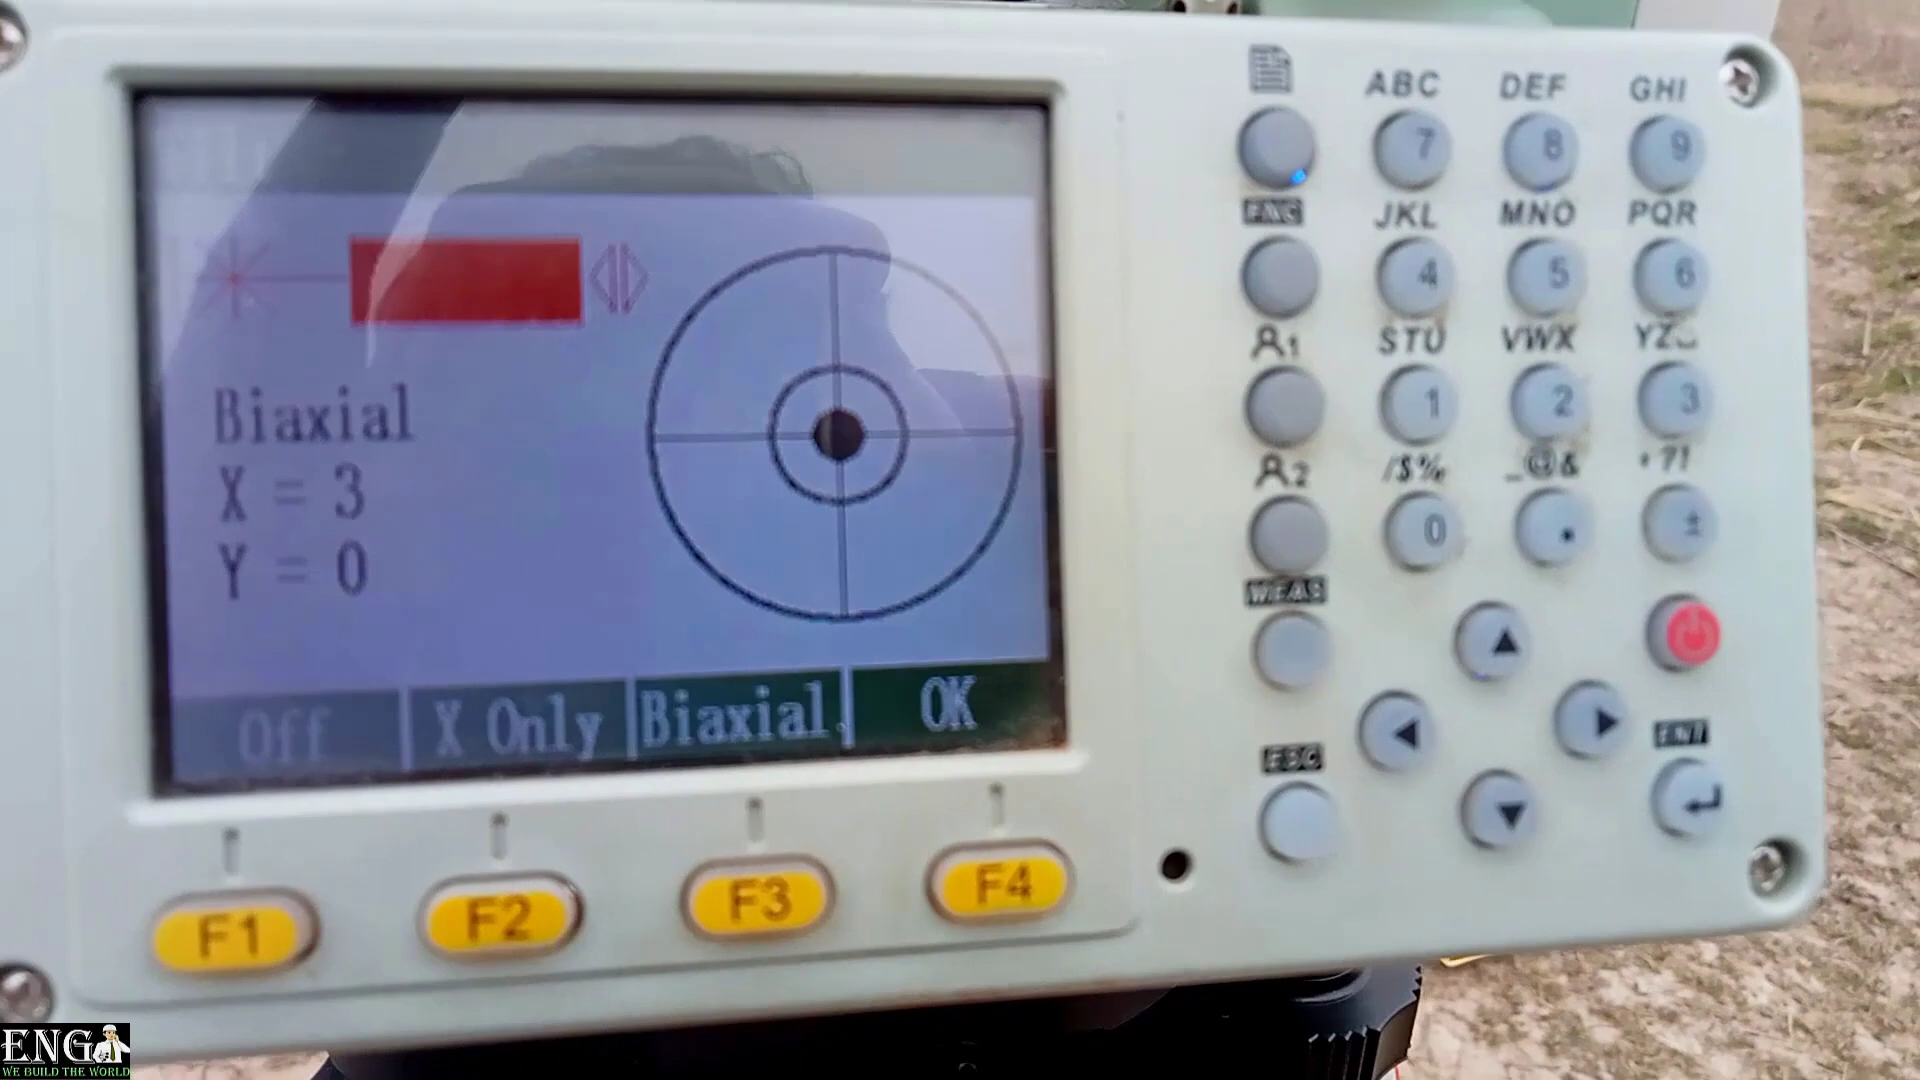 Biaxial
X = 3
Y = 0
Off X Only Biaxial OK
F1 F2 F3 F4
ABC DEF GHI
7 8 9
FNC JKL MNO PQR
4 5 6
1 STU VWX
1 2 3
2 /$% _@& ?!
0 . ±
MEAS
ESC ENT
ENG
WE BUILD THE WORLD